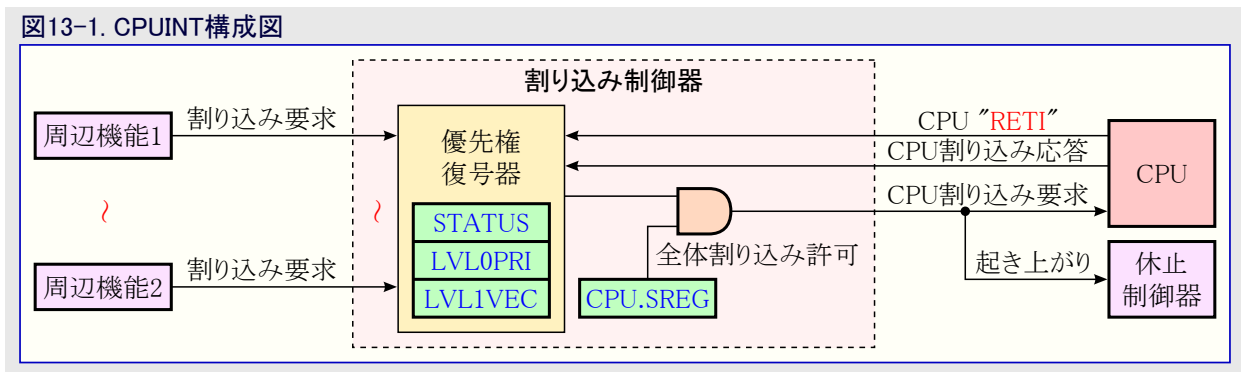 図13-1. CPUINT構成図
割り込み制御器
周辺機能1
割り込み要求
優先権
復号器
CPU "RETI"
CPU割り込み応答
CPU
CPU割り込み要求
~
~
STATUS
LVL0PRI
LVL1VEC
全体割り込み許可
CPU.SREG
起き上がり
休止
制御器
周辺機能2
割り込み要求